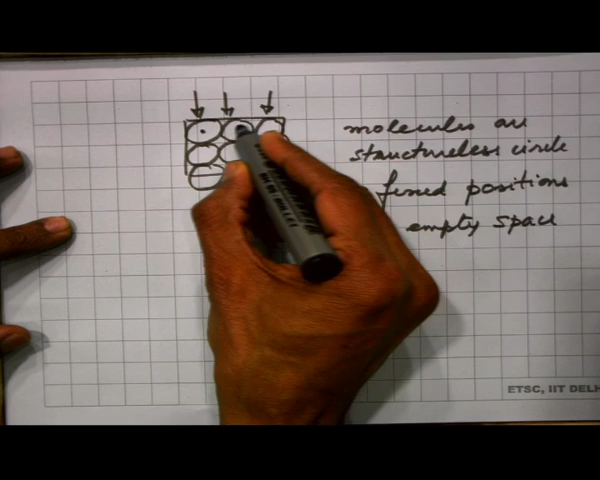 molecules are
structureless circle
fixed positions
empty space
ETSC, IIT DELH